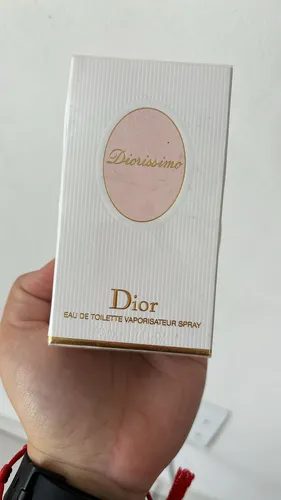 Diorissimo
Dior
EAU DE TOILETTE VAPORISATEUR SPRAY